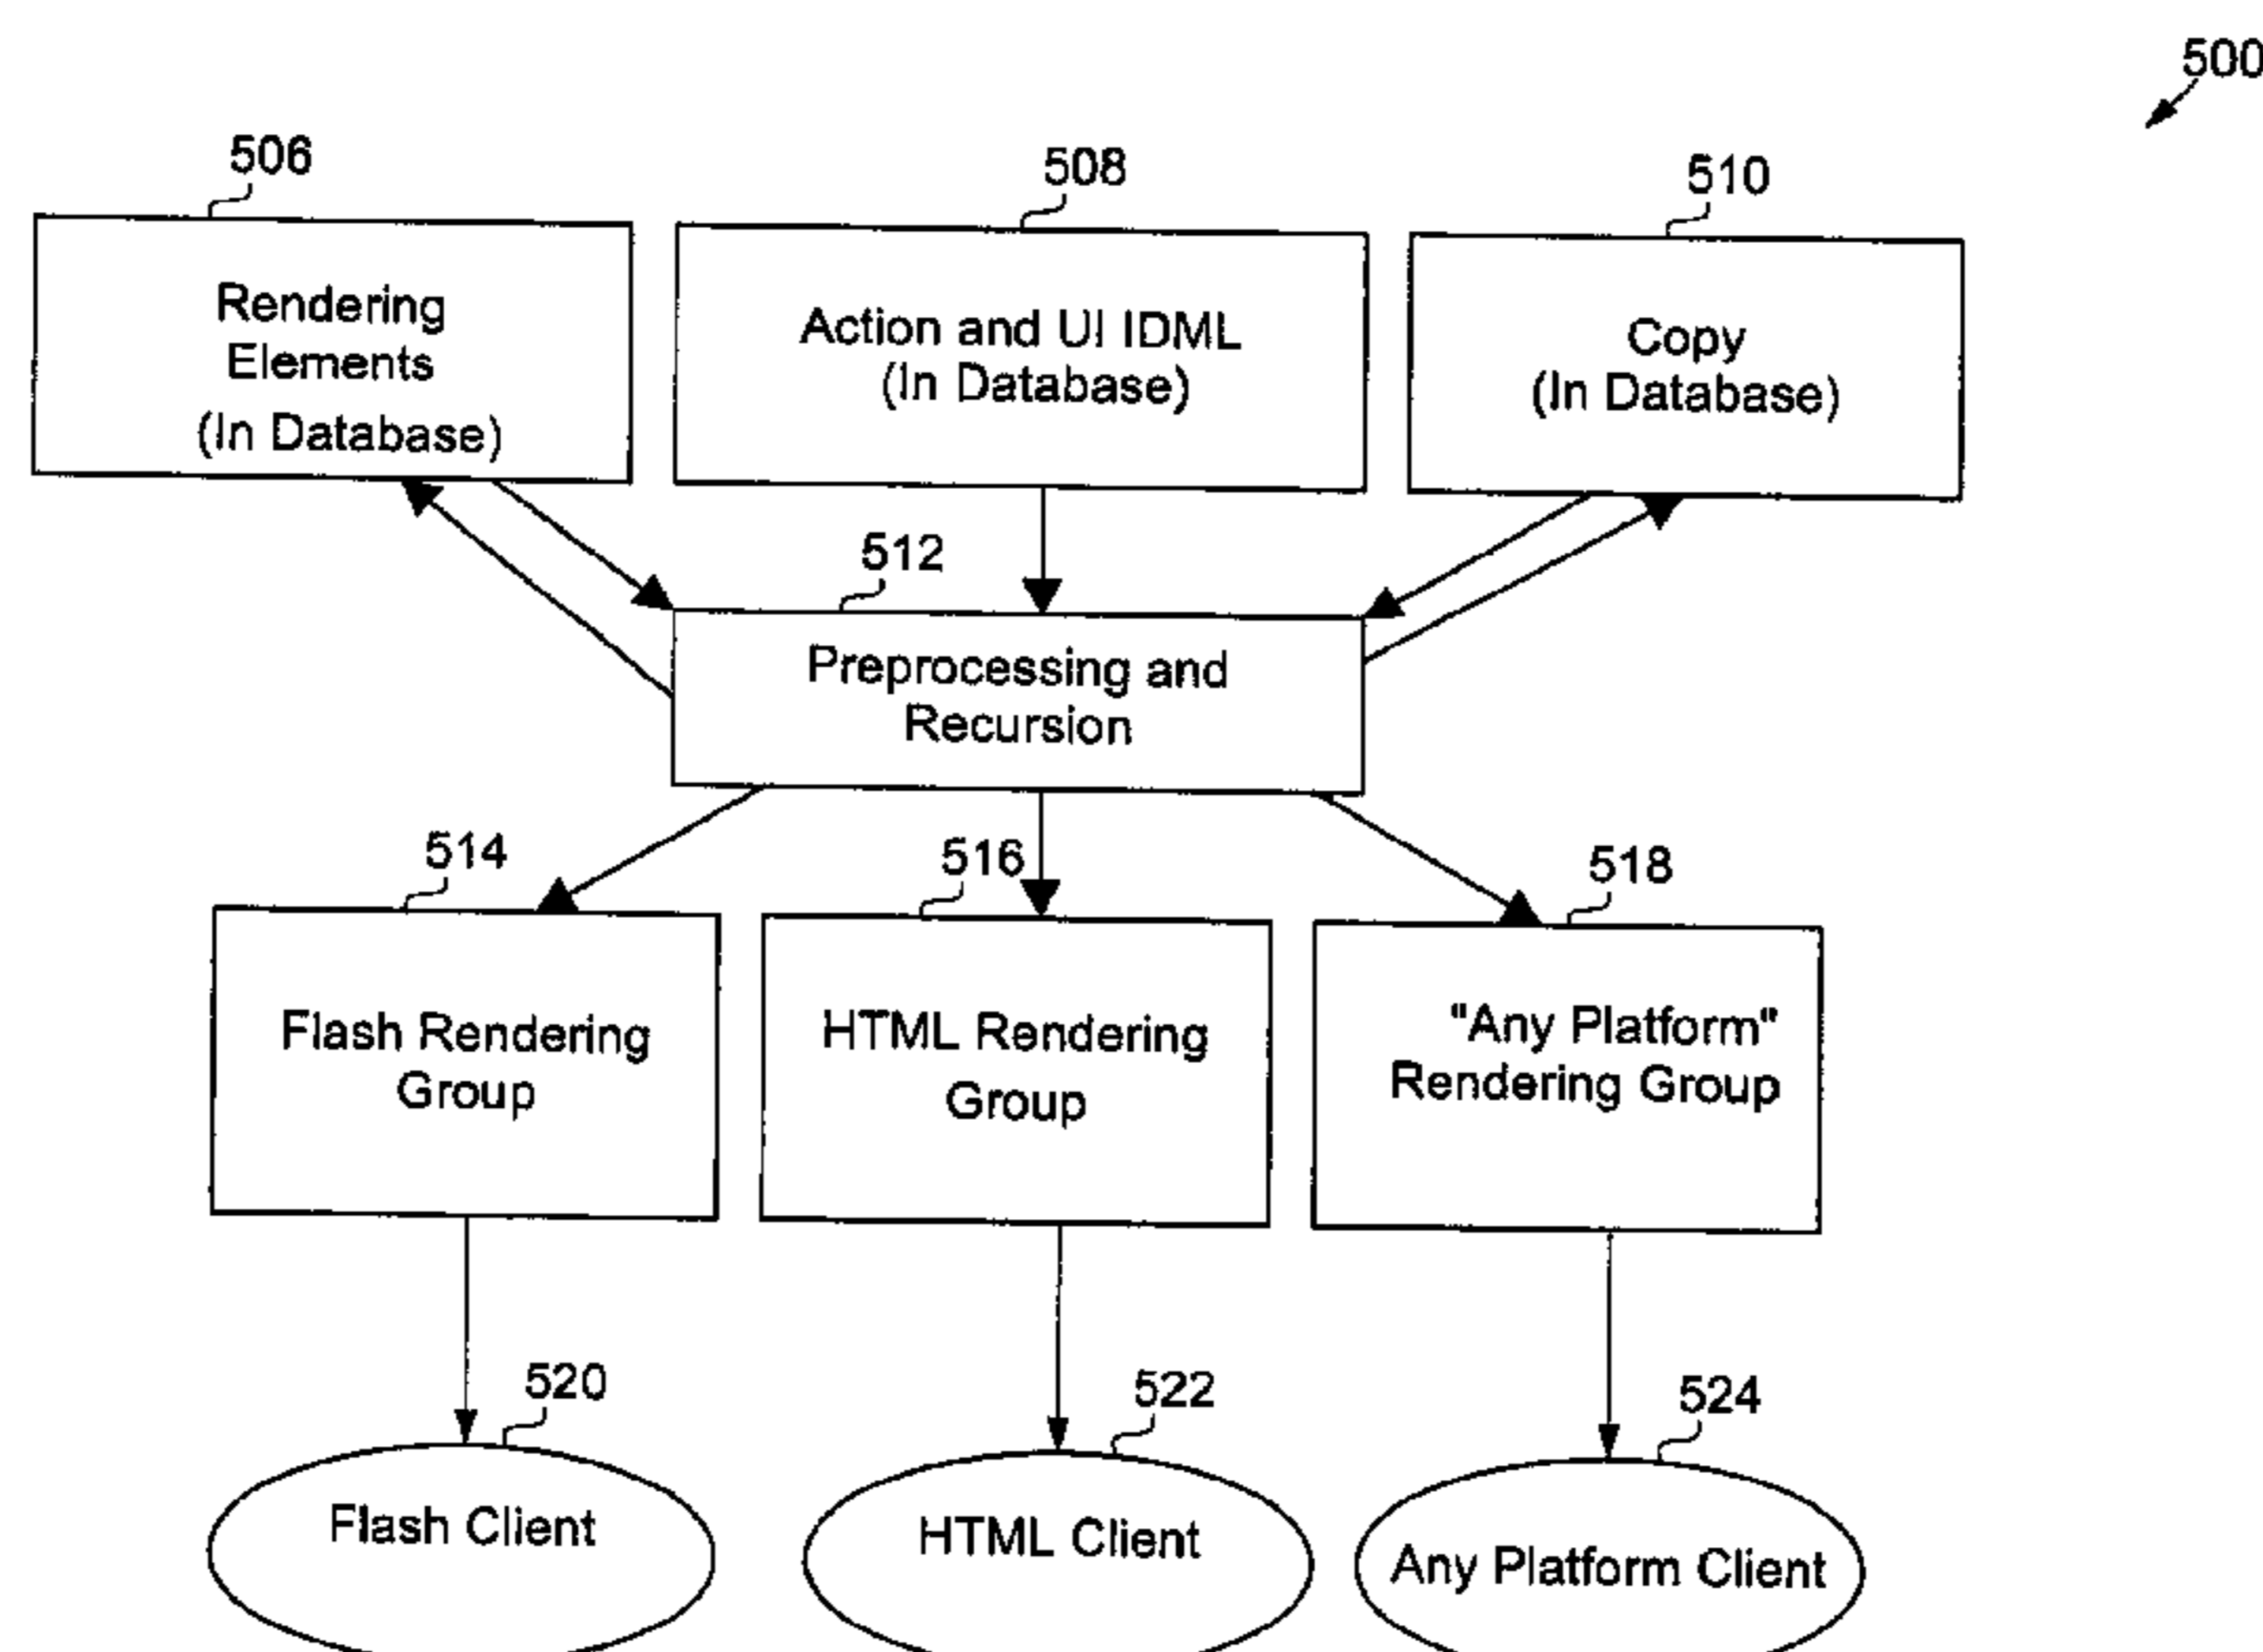 500
506
508
510
Rendering
Elements
(In Database)
Action and UI IDML
(In Database)
Copy
(In Database)
512
Preprocessing and
Recursion
514
516
518
Flash Rendering
Group
HTML Rendering
Group
"Any Platform"
Rendering Group
520
522
524
Flash Client
HTML Client
Any Platform Client